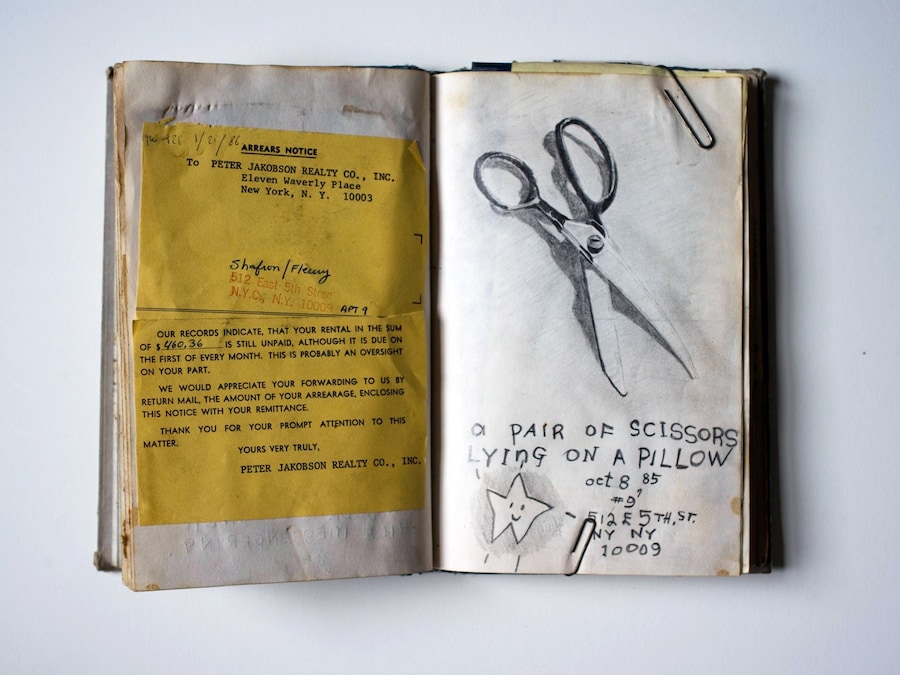 1/21/86
ARREARS NOTICE
To PETER JAKOBSON REALTY CO., INC.
Eleven Waverly Place
New York, N. Y. 10003
Shafron/Fleury
512 East 5th Street
N.Y.C., N.Y. 10009 APT 9
OUR RECORDS INDICATE, THAT YOUR RENTAL IN THE SUM
OF $ 460,36 IS STILL UNPAID, ALTHOUGH IT IS DUE ON
THE FIRST OF EVERY MONTH. THIS IS PROBABLY AN OVERSIGHT
ON YOUR PART.
WE WOULD APPRECIATE YOUR FORWARDING TO US BY
RETURN MAIL, THE AMOUNT OF YOUR ARREARAGE, ENCLOSING
THIS NOTICE WITH YOUR REMITTANCE.
THANK YOU FOR YOUR PROMPT ATTENTION TO THIS
MATTER.
YOURS VERY TRULY,
PETER JAKOBSON REALTY CO., INC.
a PAIR OF SCISSORS
LYING ON A PILLOW
oct 8, 85
#9
512 E 5TH, ST.
NY NY
10009